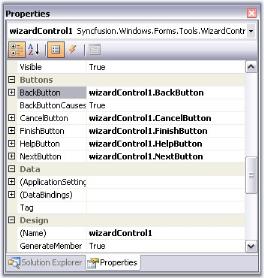 Properties
wizardControl1 Syncfusion.Windows.Forms.Tools.WizardContr
Visible True
Buttons
BackButton wizardControl1.BackButton
BackButtonCauses True
CancelButton wizardControl1.CancelButton
FinishButton wizardControl1.FinishButton
HelpButton wizardControl1.HelpButton
NextButton wizardControl1.NextButton
Data
(ApplicationSetting
(DataBindings)
Tag
Design
(Name) wizardControl1
GenerateMember True
Solution Explorer Properties